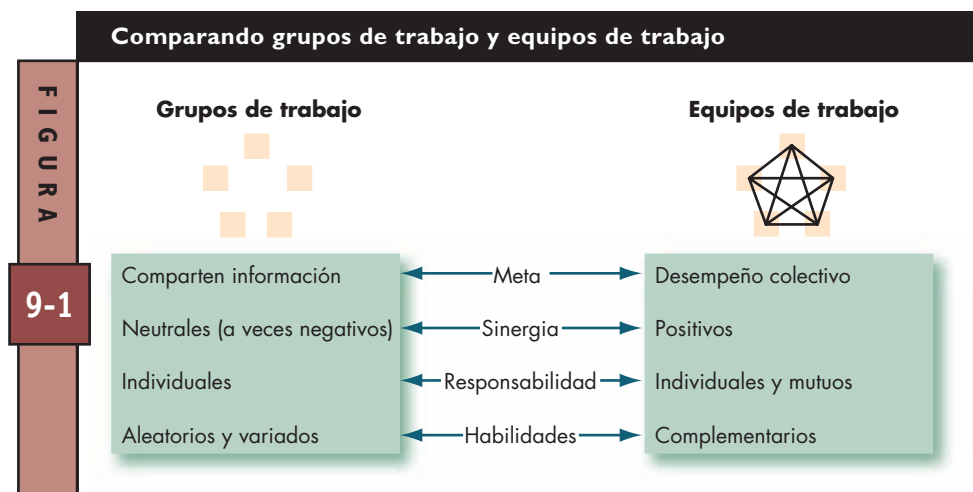 Comparando grupos de trabajo y equipos de trabajo
FIGURA
9-1
Grupos de trabajo
Equipos de trabajo
Comparten información Meta Desempeño colectivo
Neutrales (a veces negativos) Sinergia Positivos
Individuales Responsabilidad Individuales y mutuos
Aleatorios y variados Habilidades Complementarios